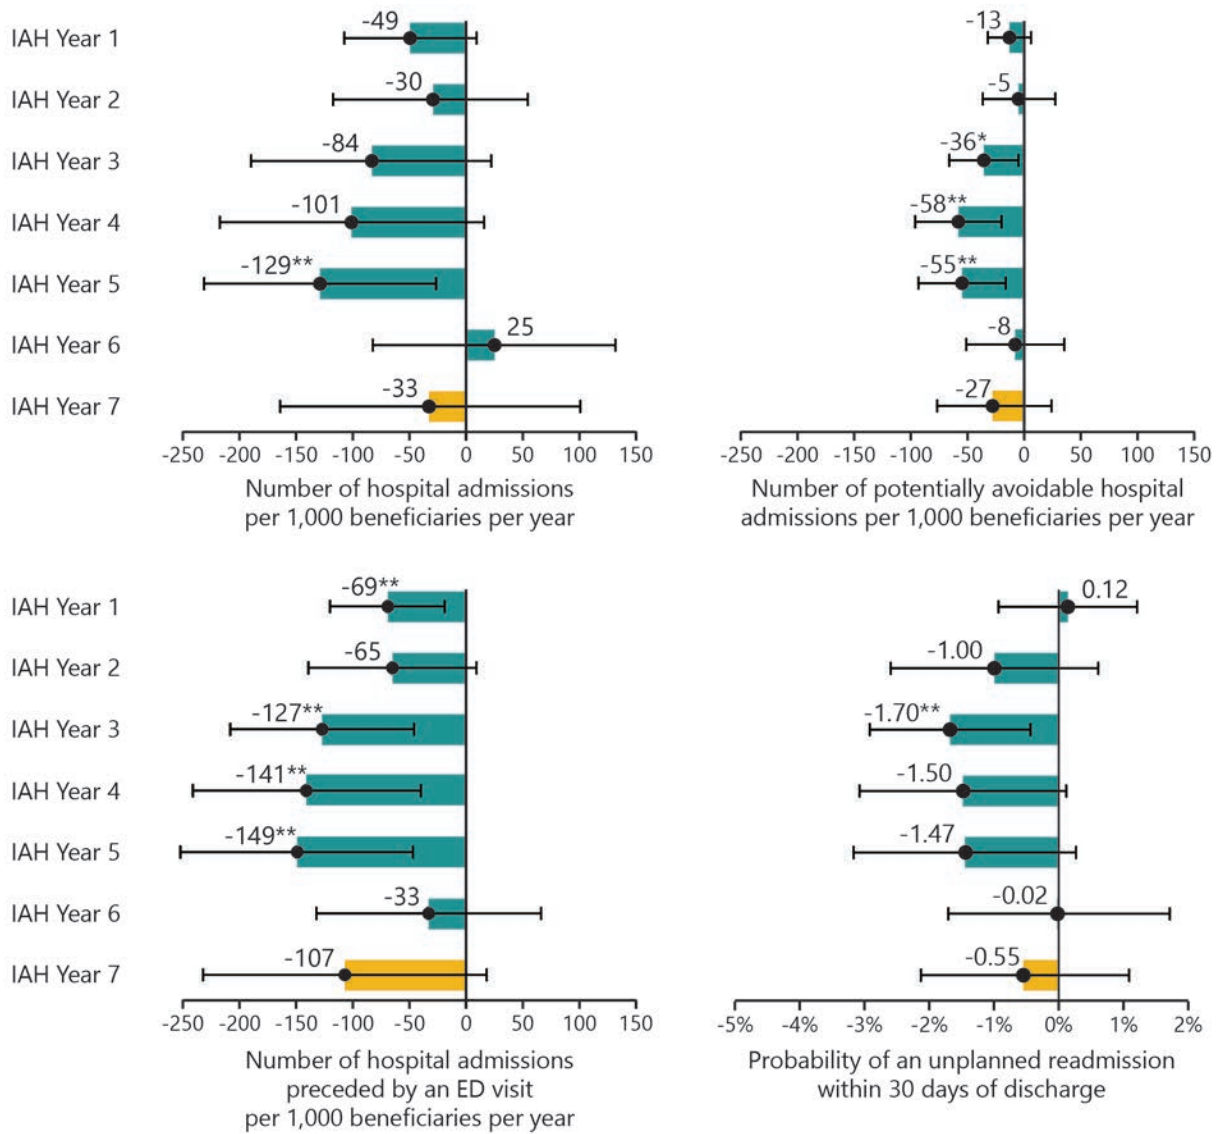 IAH Year 1
-49
-13
IAH Year 2
-30
-5
IAH Year 3
-84
-36*
IAH Year 4
-101
-58**
IAH Year 5
-129**
-55**
IAH Year 6
25
-8
IAH Year 7
-33
-27
-250 -200 -150 -100 -50 0 50 100 150
-250 -200 -150 -100 -50 0 50 100 150
Number of hospital admissions
per 1,000 beneficiaries per year
Number of potentially avoidable hospital
admissions per 1,000 beneficiaries per year
IAH Year 1
-69**
0.12
IAH Year 2
-65
-1.00
IAH Year 3
-127**
-1.70**
IAH Year 4
-141**
-1.50
IAH Year 5
-149**
-1.47
IAH Year 6
-33
-0.02
IAH Year 7
-107
-0.55
-250 -200 -150 -100 -50 0 50 100 150
-5% -4% -3% -2% -1% 0% 1% 2%
Number of hospital admissions
preceded by an ED visit
per 1,000 beneficiaries per year
Probability of an unplanned readmission
within 30 days of discharge